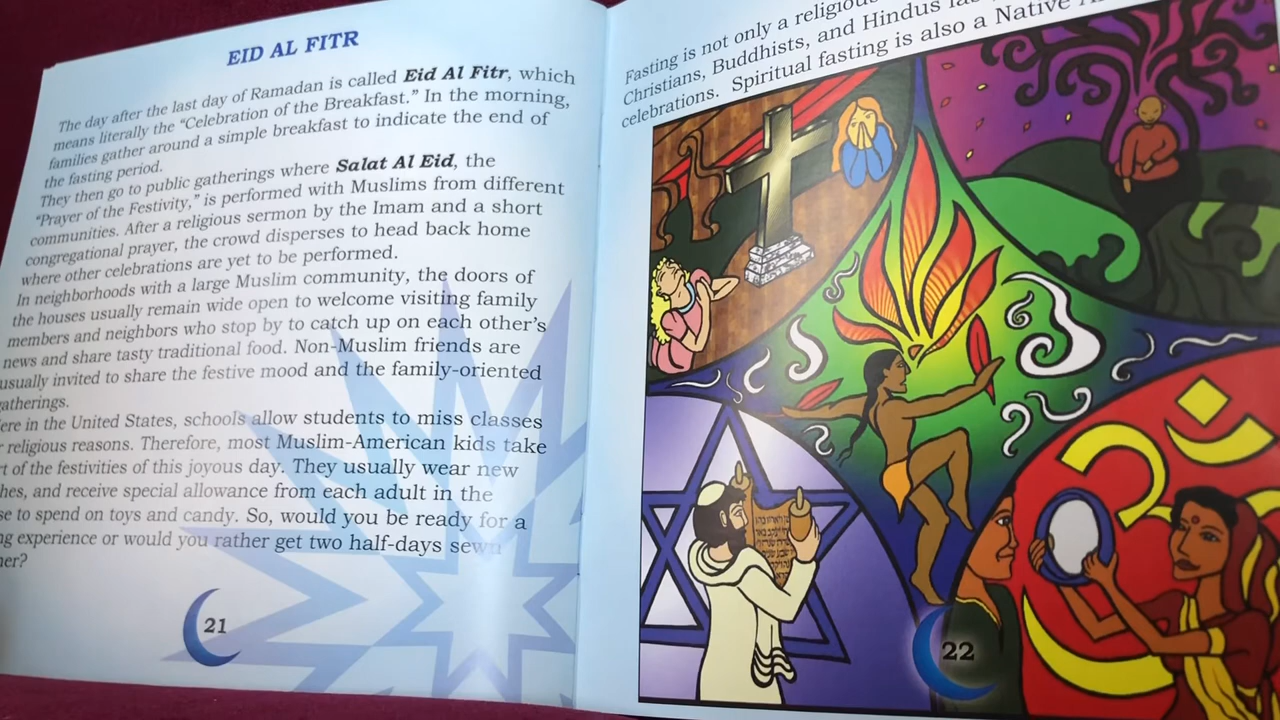 EID AL FITR
The day after the last day of Ramadan is called Eid Al Fitr, which
means literally the “Celebration of the Breakfast.” In the morning,
families gather around a simple breakfast to indicate the end of
the fasting period.
They then go to public gatherings where Salat Al Eid, the
“Prayer of the Festivity,” is performed with Muslims from different
communities. After a religious sermon by the Imam and a short
congregational prayer, the crowd disperses to head back home
where other celebrations are yet to be performed.
In neighborhoods with a large Muslim community, the doors of
the houses usually remain wide open to welcome visiting family
members and neighbors who stop by to catch up on each other’s
news and share tasty traditional food. Non-Muslim friends are
usually invited to share the festive mood and the family-oriented
gatherings.
ere in the United States, schools allow students to miss classes
religious reasons. Therefore, most Muslim-American kids take
rt of the festivities of this joyous day. They usually wear new
hes, and receive special allowance from each adult in the
se to spend on toys and candy. So, would you be ready for a
ng experience or would you rather get two half-days sewn
her?
21
Fasting is not only a religious
Christians, Buddhists, and Hindus
celebrations. Spiritual fasting is also a Native
ॐ
22